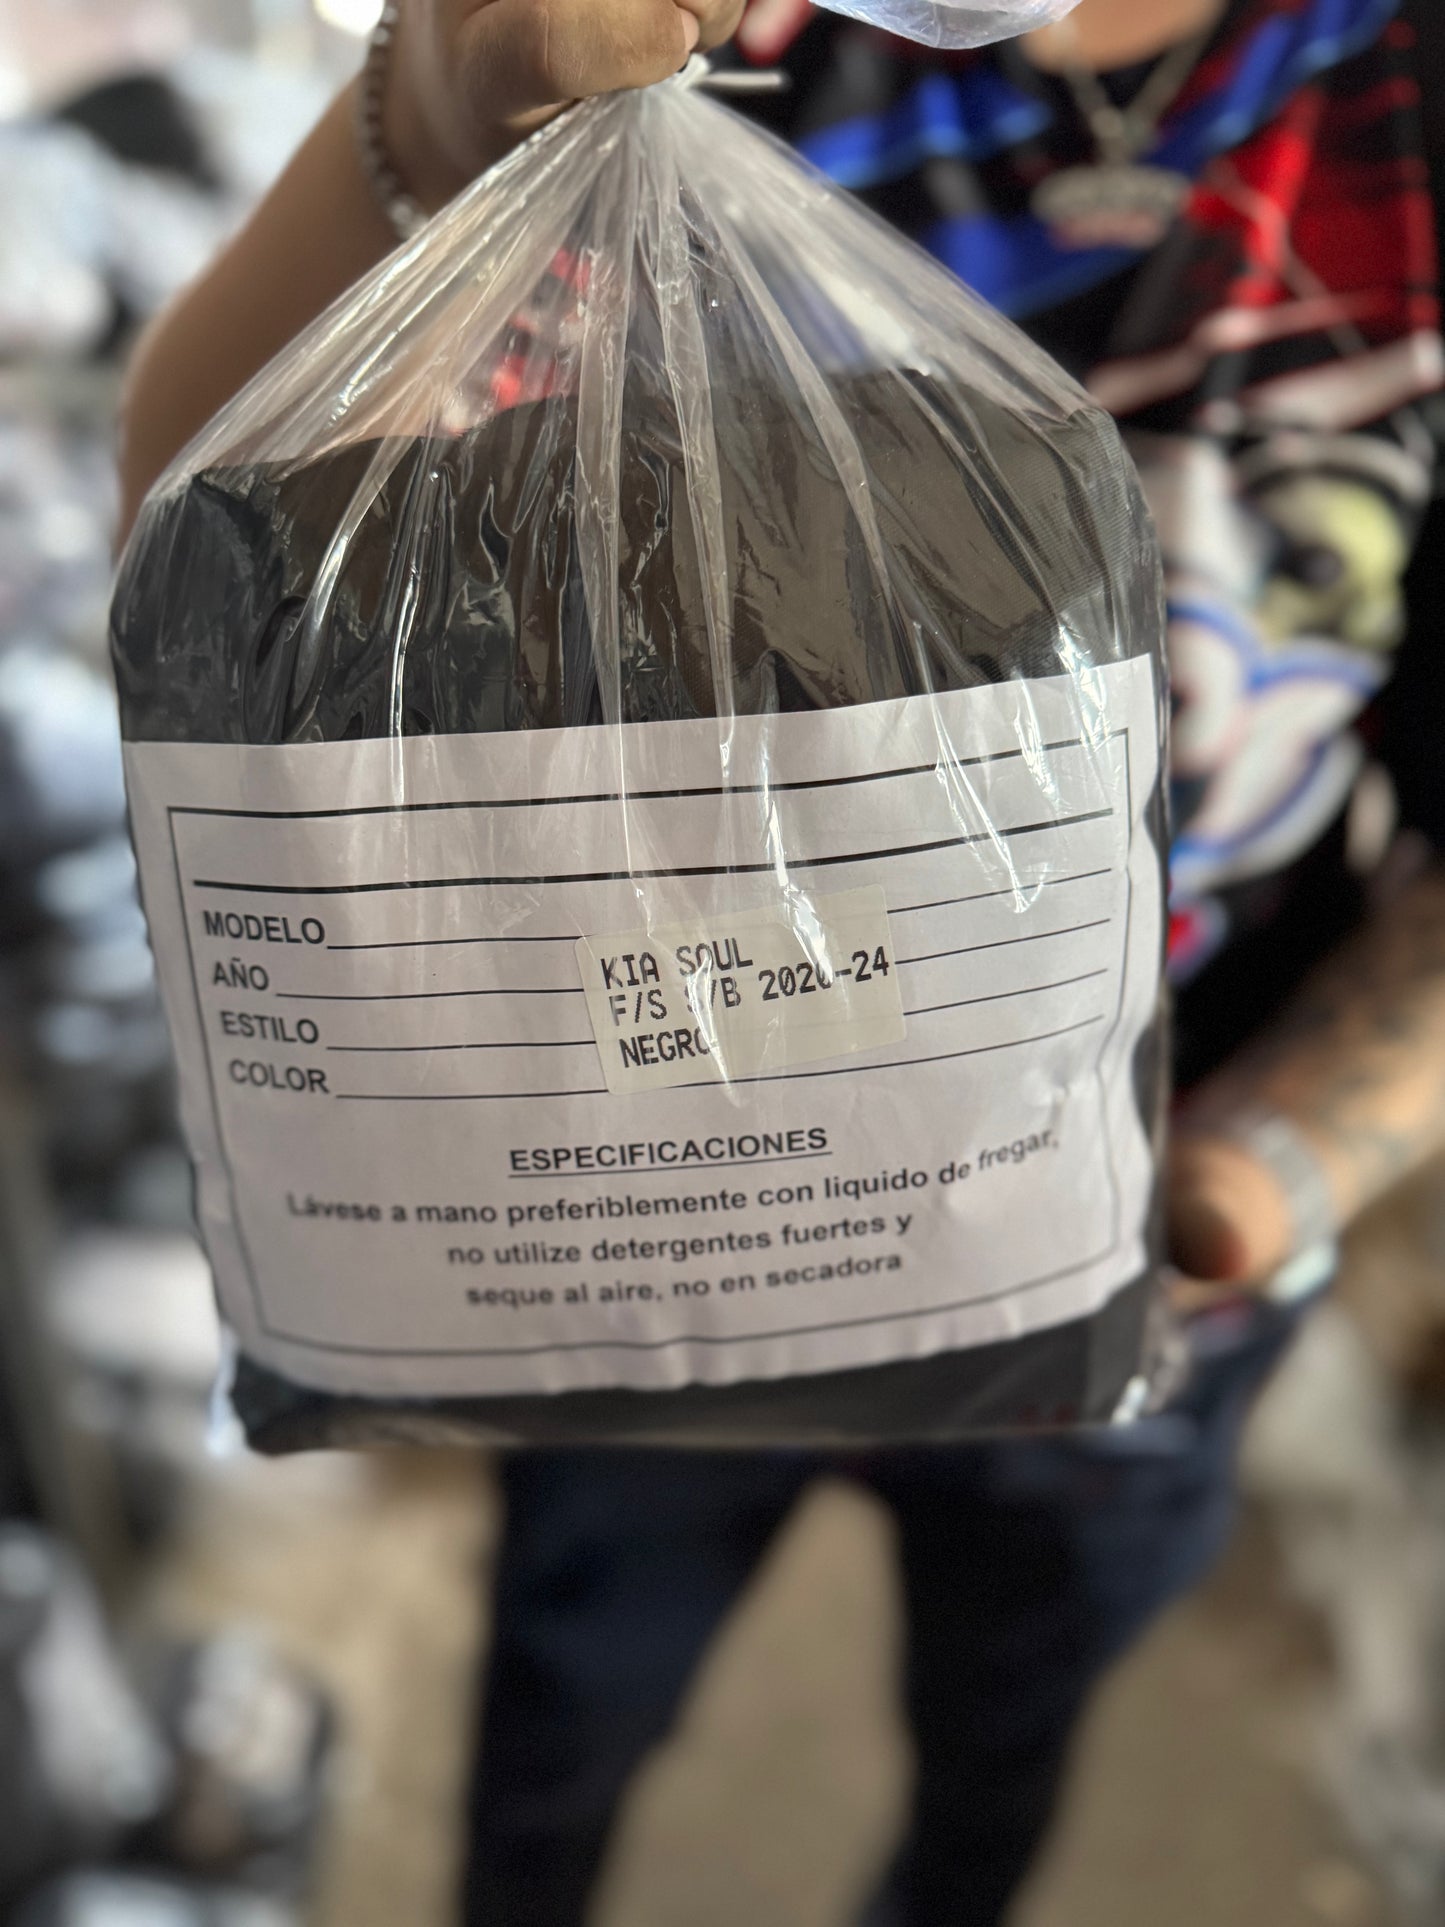 MODELO
AÑO
ESTILO
COLOR
KIA SOUL
F/S S/B 2020-24
NEGRO
ESPECIFICACIONES
Lávese a mano preferiblemente con liquido de fregar,
no utilize detergentes fuertes y
seque al aire, no en secadora